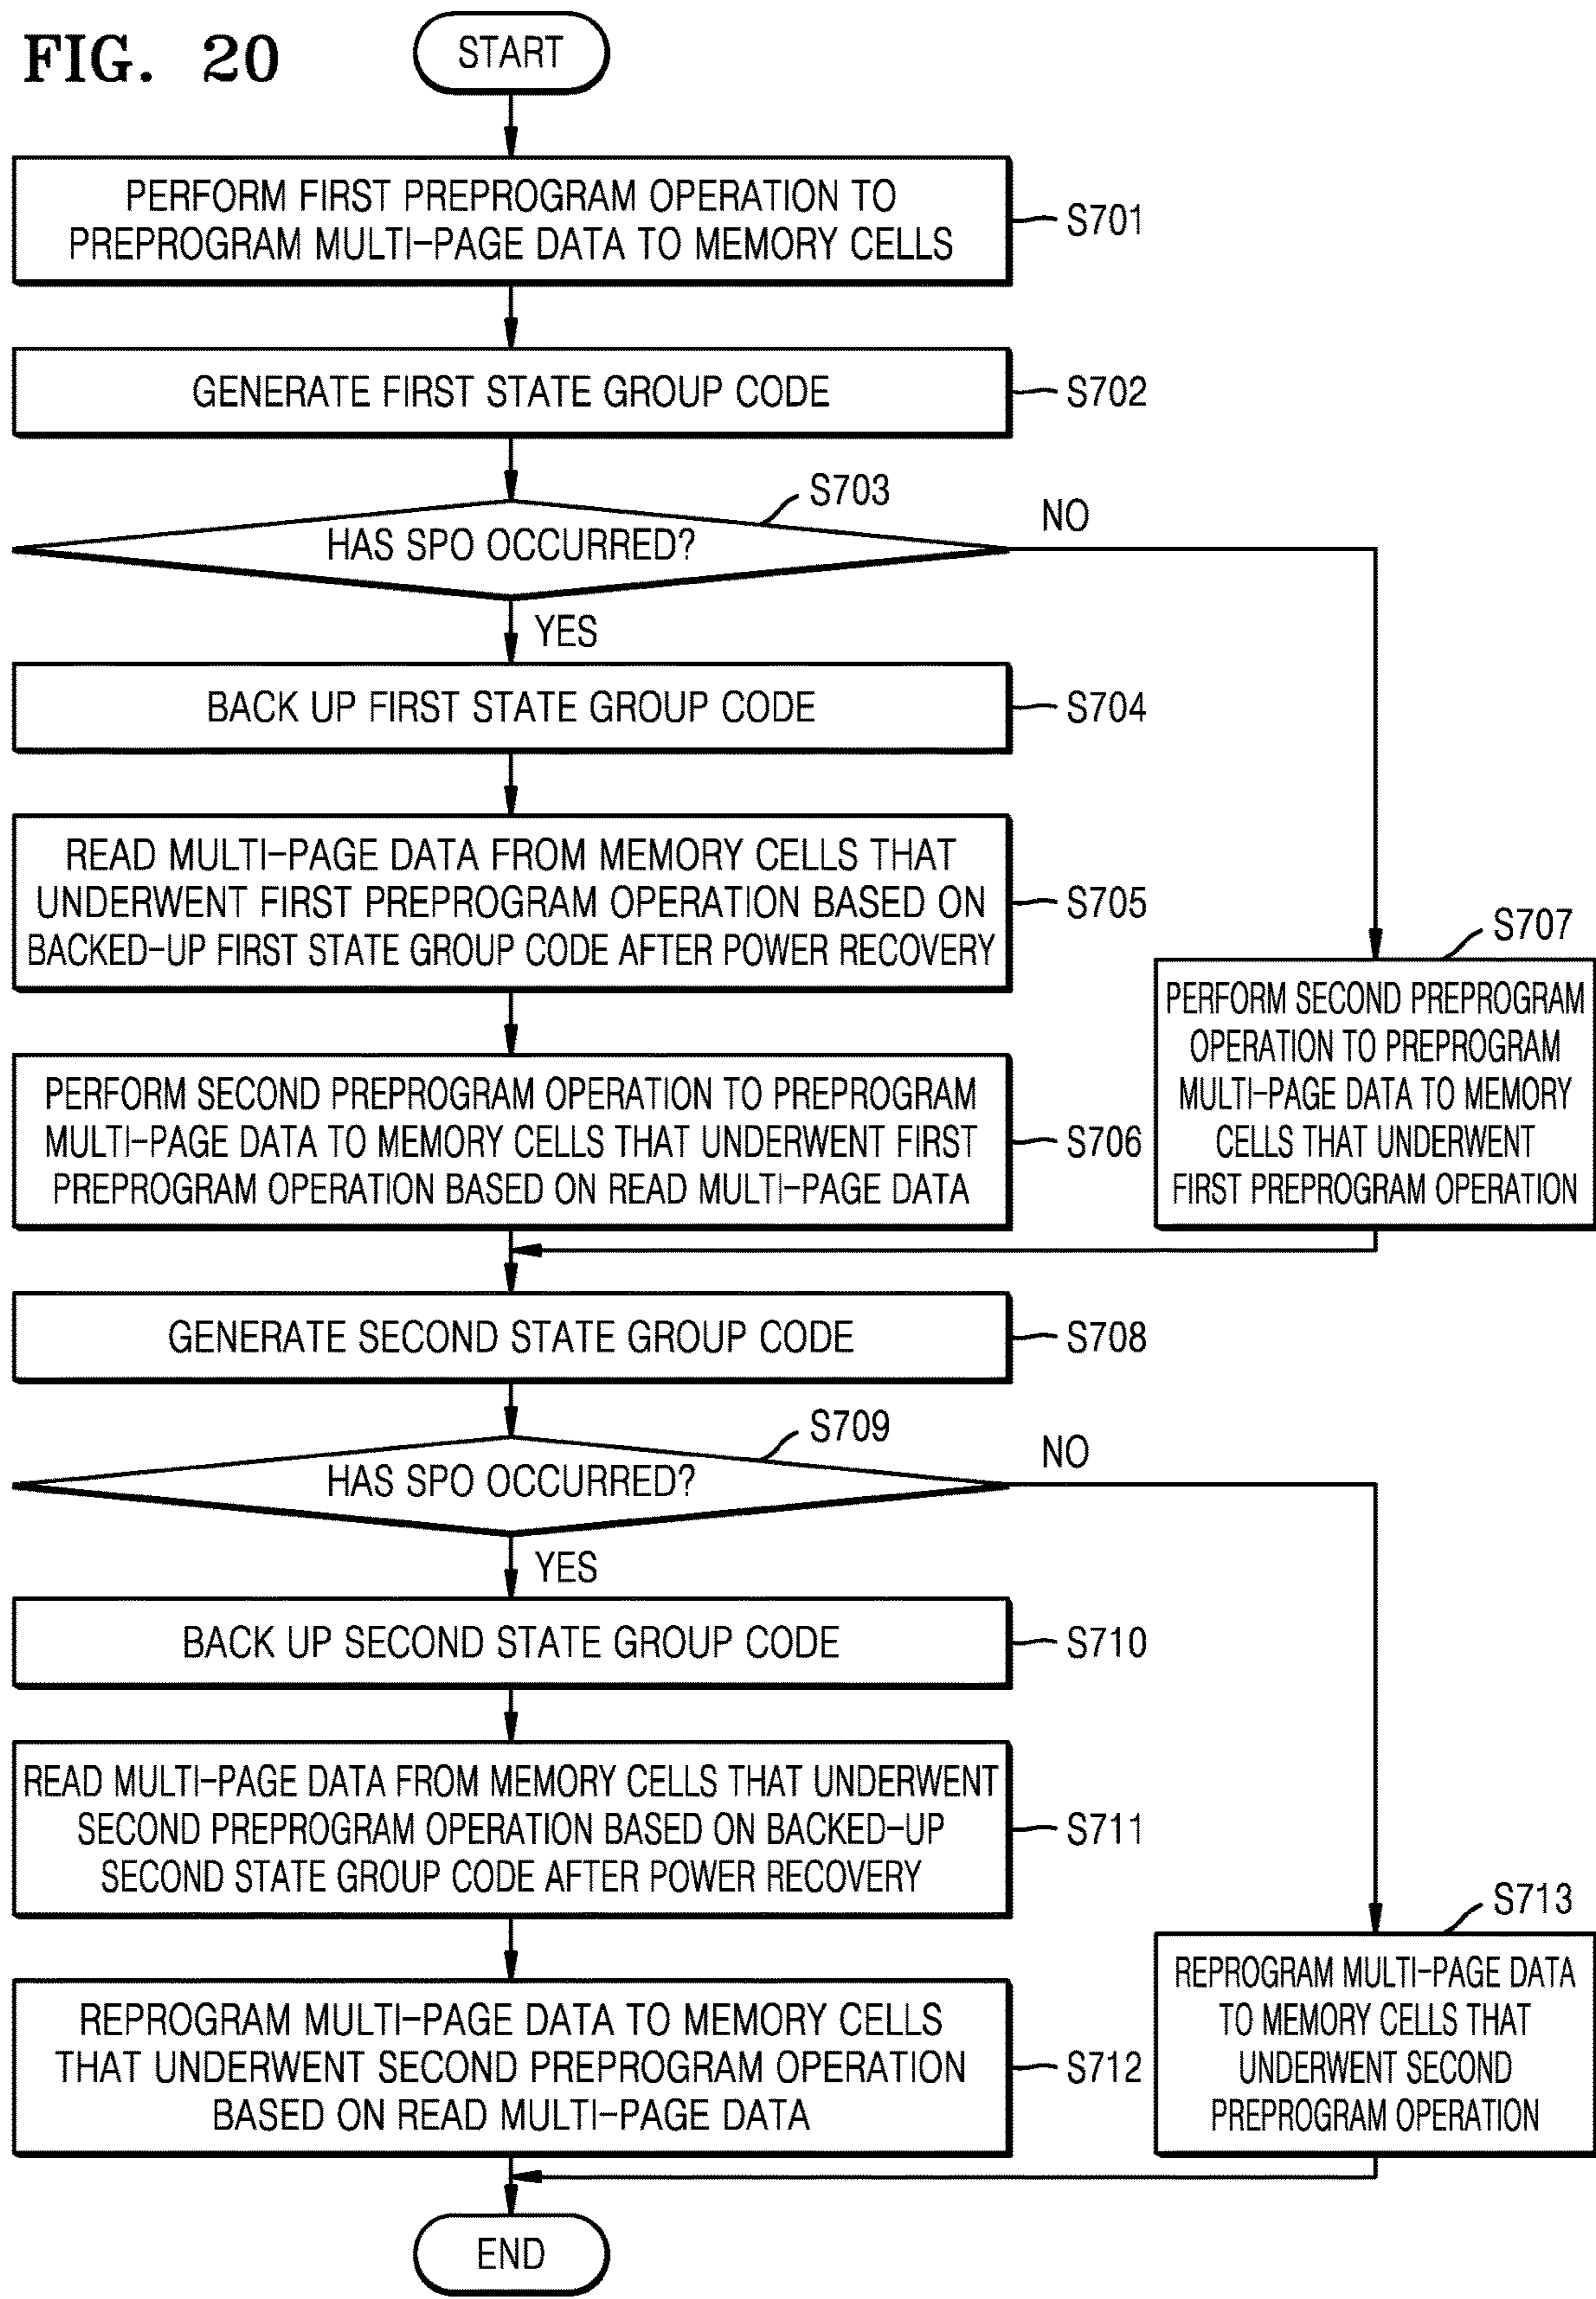 FIG. 20
START
PERFORM FIRST PREPROGRAM OPERATION TO
PREPROGRAM MULTI-PAGE DATA TO MEMORY CELLS
S701
GENERATE FIRST STATE GROUP CODE
S702
S703
HAS SPO OCCURRED?
NO
YES
BACK UP FIRST STATE GROUP CODE
S704
READ MULTI-PAGE DATA FROM MEMORY CELLS THAT
UNDERWENT FIRST PREPROGRAM OPERATION BASED ON
BACKED-UP FIRST STATE GROUP CODE AFTER POWER RECOVERY
S705
S707
PERFORM SECOND PREPROGRAM
OPERATION TO PREPROGRAM
MULTI-PAGE DATA TO MEMORY
CELLS THAT UNDERWENT
FIRST PREPROGRAM OPERATION
PERFORM SECOND PREPROGRAM OPERATION TO PREPROGRAM
MULTI-PAGE DATA TO MEMORY CELLS THAT UNDERWENT FIRST
PREPROGRAM OPERATION BASED ON READ MULTI-PAGE DATA
S706
GENERATE SECOND STATE GROUP CODE
S708
S709
HAS SPO OCCURRED?
NO
YES
BACK UP SECOND STATE GROUP CODE
S710
READ MULTI-PAGE DATA FROM MEMORY CELLS THAT UNDERWENT
SECOND PREPROGRAM OPERATION BASED ON BACKED-UP
SECOND STATE GROUP CODE AFTER POWER RECOVERY
S711
S713
REPROGRAM MULTI-PAGE DATA
TO MEMORY CELLS THAT
UNDERWENT SECOND
PREPROGRAM OPERATION
REPROGRAM MULTI-PAGE DATA TO MEMORY CELLS
THAT UNDERWENT SECOND PREPROGRAM OPERATION
BASED ON READ MULTI-PAGE DATA
S712
END